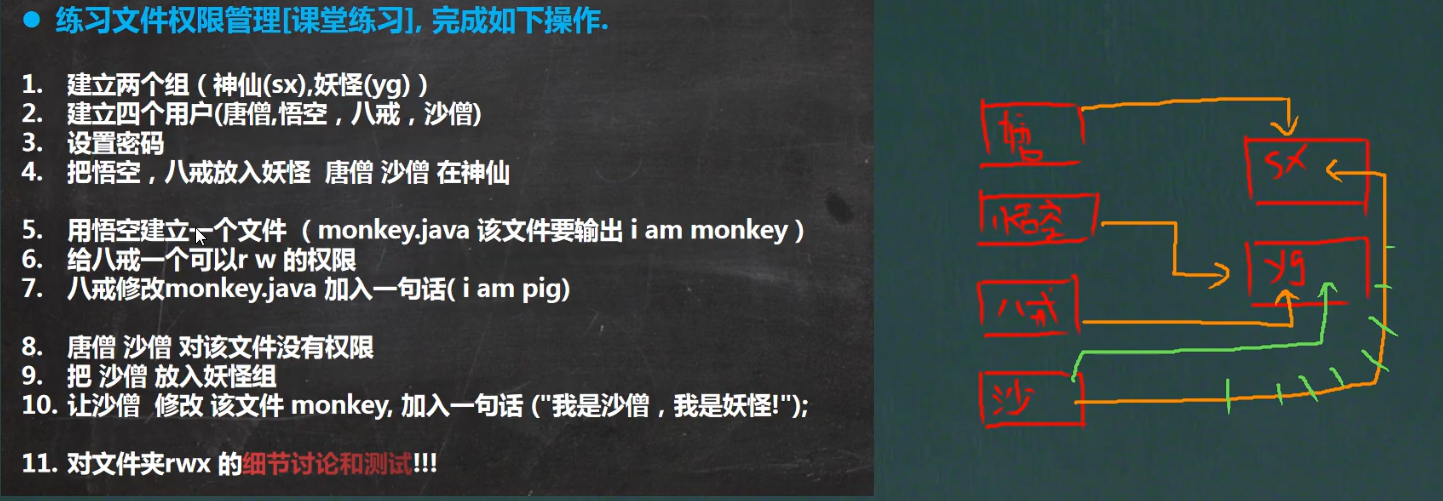 ● 练习文件权限管理[课堂练习], 完成如下操作.
1. 建立两个组（神仙(sx),妖怪(yg)）
2. 建立四个用户(唐僧,悟空，八戒，沙僧)
3. 设置密码
4. 把悟空，八戒放入妖怪 唐僧 沙僧 在神仙
5. 用悟空建立一个文件 （monkey.java 该文件要输出 i am monkey）
6. 给八戒一个可以r w 的权限
7. 八戒修改monkey.java 加入一句话( i am pig)
8. 唐僧 沙僧 对该文件没有权限
9. 把 沙僧 放入妖怪组
10. 让沙僧 修改 该文件 monkey, 加入一句话 ("我是沙僧，我是妖怪!");
11. 对文件夹rwx 的细节讨论和测试!!!
sx
悟空
yg
八戒
沙